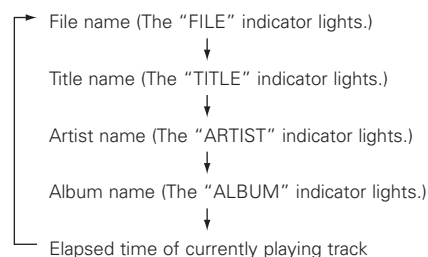 File name (The “FILE” indicator lights.)
Title name (The “TITLE” indicator lights.)
Artist name (The “ARTIST” indicator lights.)
Album name (The “ALBUM” indicator lights.)
Elapsed time of currently playing track